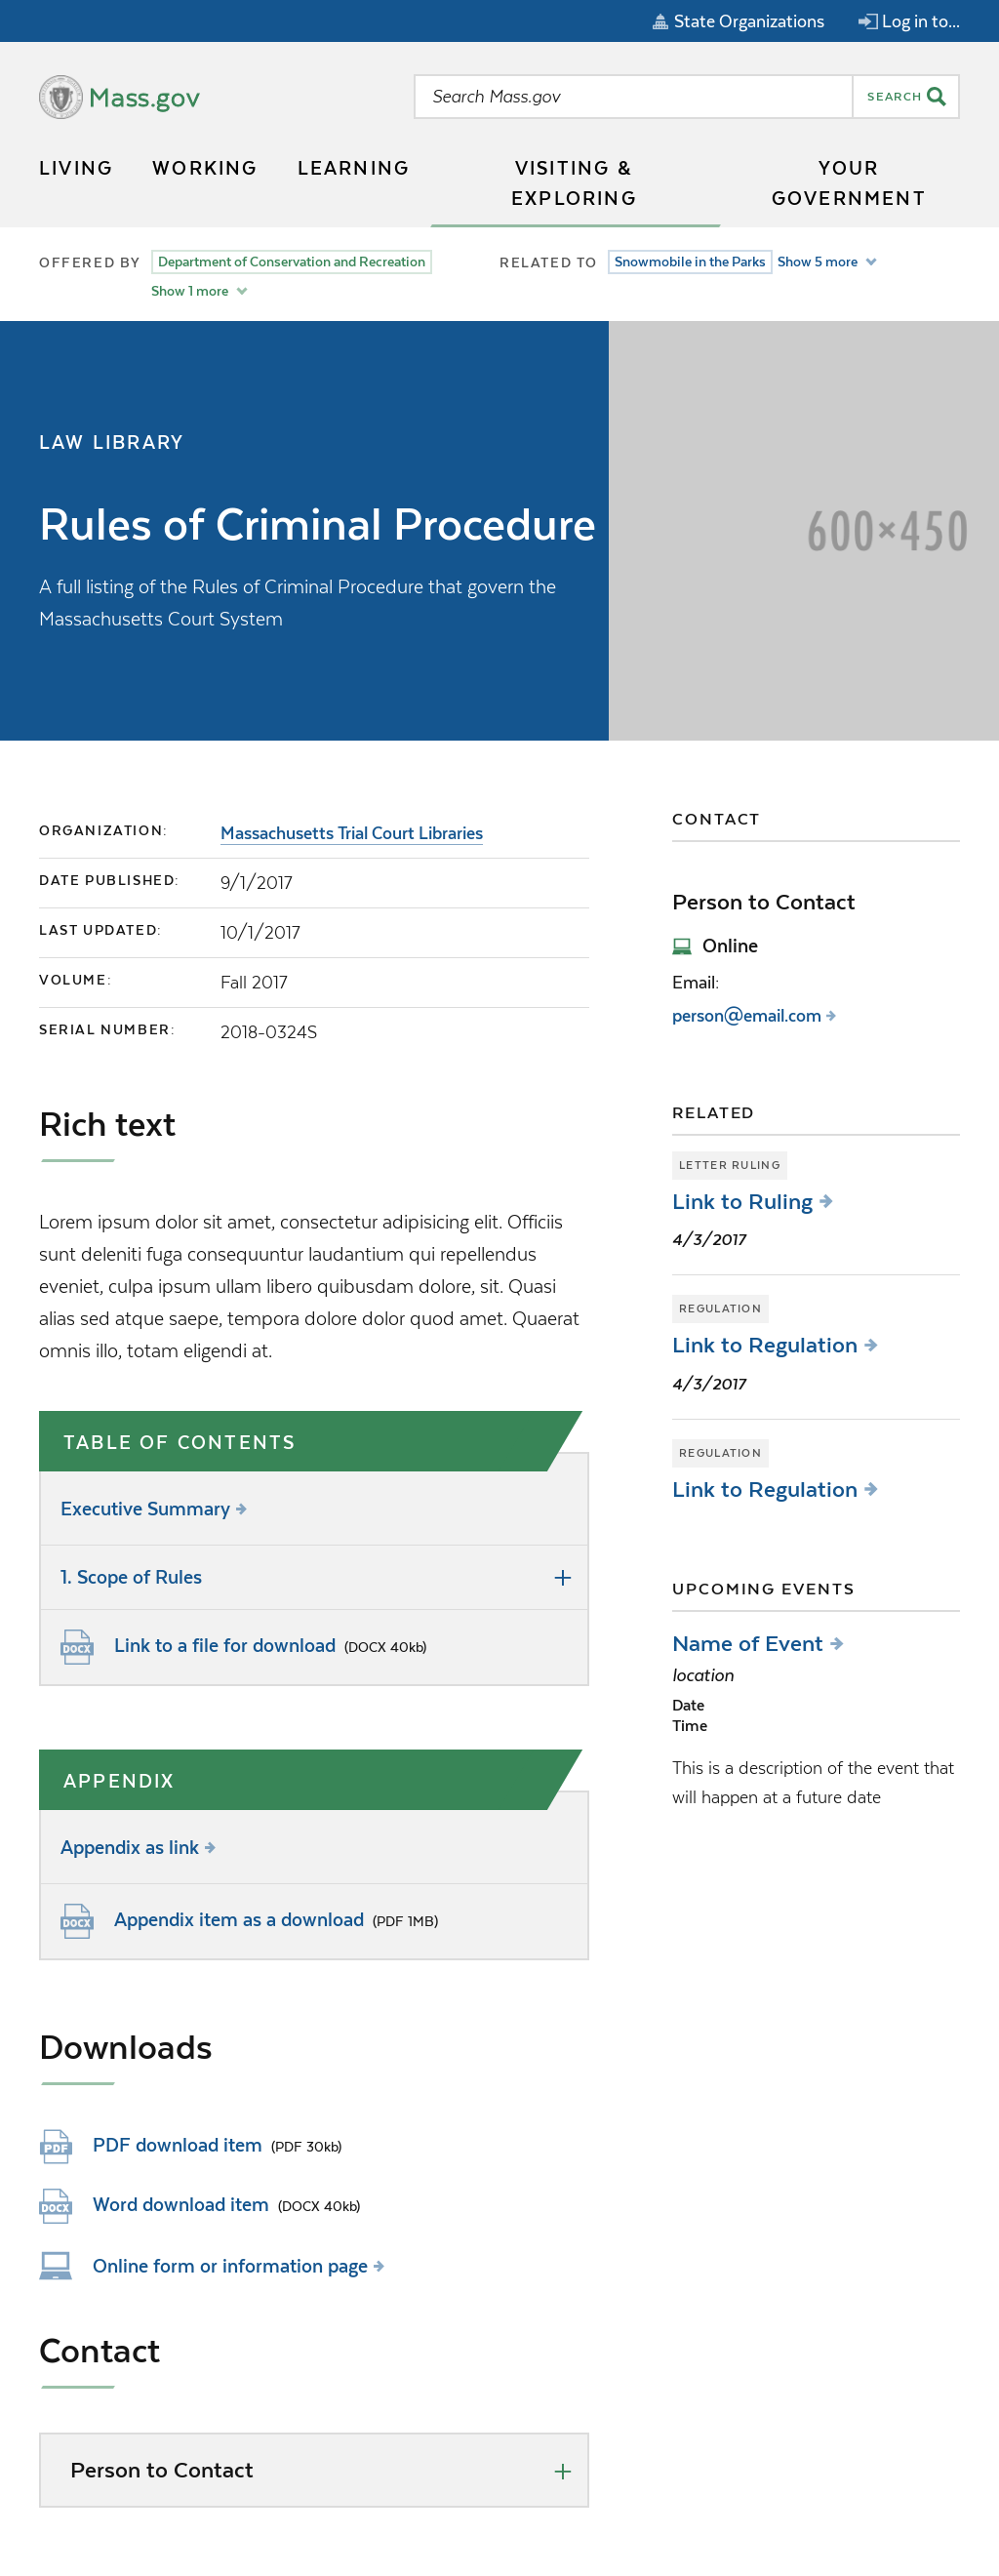 State Organizations
Log in to...
Mass.gov
Search Mass.gov
SEARCH
LIVING
WORKING
LEARNING
VISITING &
EXPLORING
YOUR
GOVERNMENT
OFFERED BY
Department of Conservation and Recreation
Show 1 more
RELATED TO
Snowmobile in the Parks
Show 5 more
LAW LIBRARY
Rules of Criminal Procedure
A full listing of the Rules of Criminal Procedure that govern the
Massachusetts Court System
600×450
ORGANIZATION:
Massachusetts Trial Court Libraries
DATE PUBLISHED:
9/1/2017
LAST UPDATED:
10/1/2017
VOLUME:
Fall 2017
SERIAL NUMBER:
2018-0324S
Rich text
Lorem ipsum dolor sit amet, consectetur adipisicing elit. Officiis
sunt deleniti fuga consequuntur laudantium qui repellendus
eveniet, culpa ipsum ullam libero quibusdam dolore, sit. Quasi
alias sed atque saepe, tempora dolore dolor quod amet. Quaerat
omnis illo, totam eligendi at.
TABLE OF CONTENTS
Executive Summary
1. Scope of Rules
DOCX
Link to a file for download (DOCX 40kb)
APPENDIX
Appendix as link
DOCX
Appendix item as a download (PDF 1MB)
Downloads
PDF
PDF download item (PDF 30kb)
DOCX
Word download item (DOCX 40kb)
Online form or information page
Contact
Person to Contact
CONTACT
Person to Contact
Online
Email:
person@email.com
RELATED
LETTER RULING
Link to Ruling
4/3/2017
REGULATION
Link to Regulation
4/3/2017
REGULATION
Link to Regulation
UPCOMING EVENTS
Name of Event
location
Date
Time
This is a description of the event that
will happen at a future date